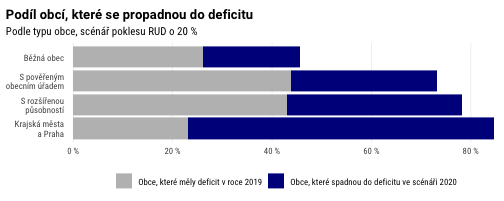 Podíl obcí, které se propadnou do deficitu
Podle typu obce, scénář poklesu RUD o 20 %
Běžná obec
S pověřeným
obecním úřadem
S rozšířenou
působností
Krajská města
a Praha
0 %
20 %
40 %
60 %
80 %
Obce, které měly deficit v roce 2019
Obce, které spadnou do deficitu ve scénáři 2020